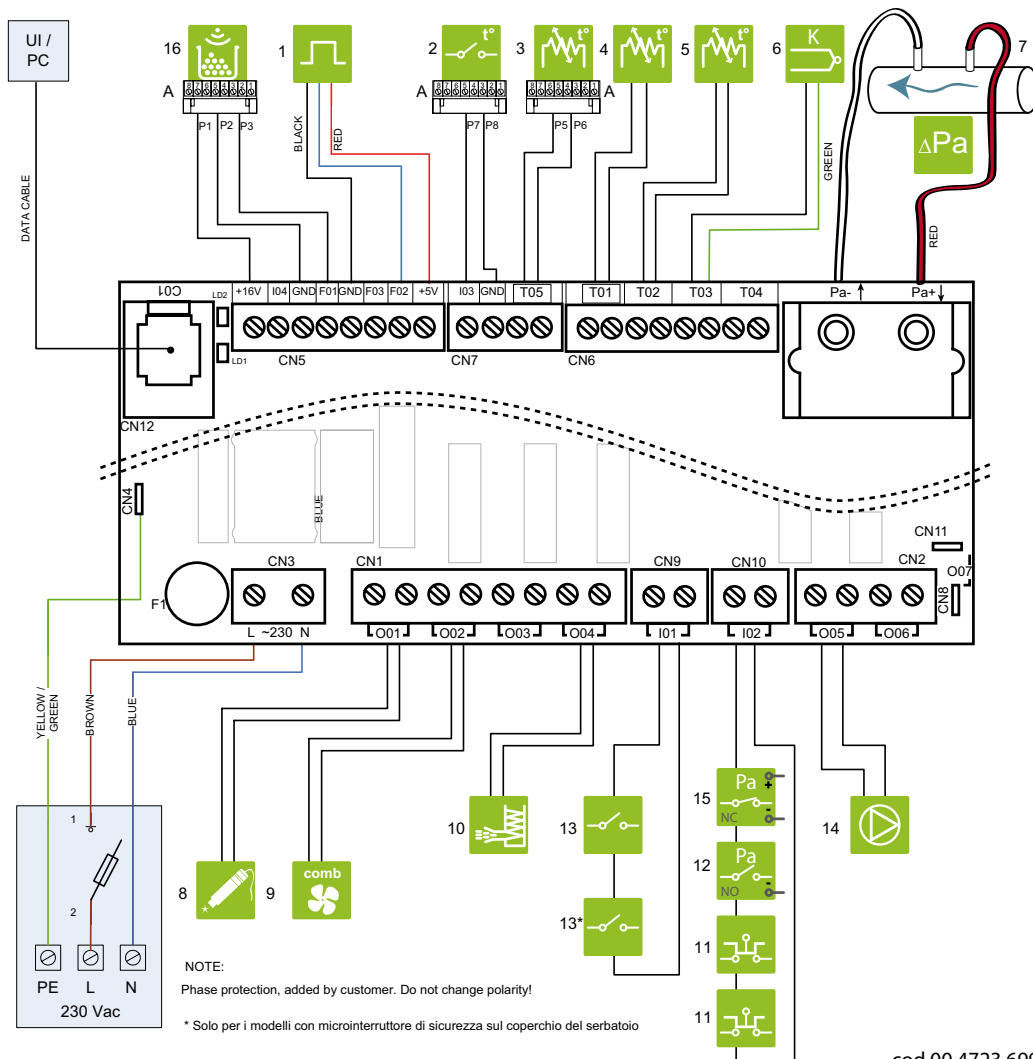 UI /
PC
16
1
2
t°
3
t°
4
t°
5
t°
6
K
7
A
A
A
P1
P2
P3
P7
P8
P5
P6
BLACK
RED
GREEN
RED
ΔPa
DATA CABLE
C01
LD2
+16V
I04
GND
F01
GND
F03
F02
+5V
I03
GND
T05
T01
T02
T03
T04
Pa-
Pa+
LD1
CN5
CN7
CN6
CN12
CN4
BLUE
CN11
CN3
CN1
CN9
CN10
CN2
O07
CN8
F1
L ~230 N
O01
O02
O03
O04
I01
I02
O05
O06
YELLOW /
GREEN
BROWN
BLUE
1
2
PE
L
N
230 Vac
8
9
comb
10
13
13*
15
Pa
+
-
NC
12
Pa
-
NO
11
11
14
NOTE:
Phase protection, added by customer. Do not change polarity!
* Solo per i modelli con microinterruttore di sicurezza sul coperchio del serbatoio